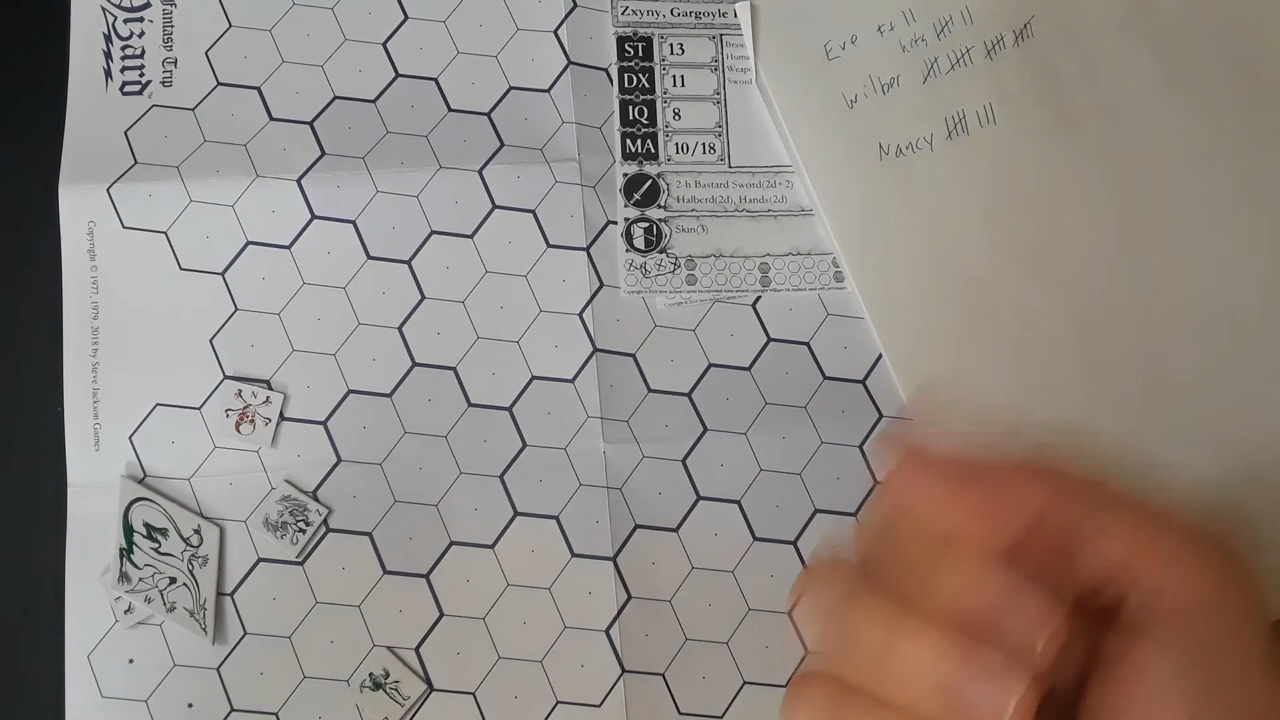 Fantasy Trip
Wizard
Copyright © 1977, 1979, 2018 by Steve Jackson Games
Zxyny, Gargoyle
ST 13
DX 11
IQ 8
MA 10/18
2-h Bastard Sword(2d+2)
Halberd(2d), Hands(2d)
Skin(3)
Eve
hits
Wilber
Nancy
N
Z
W